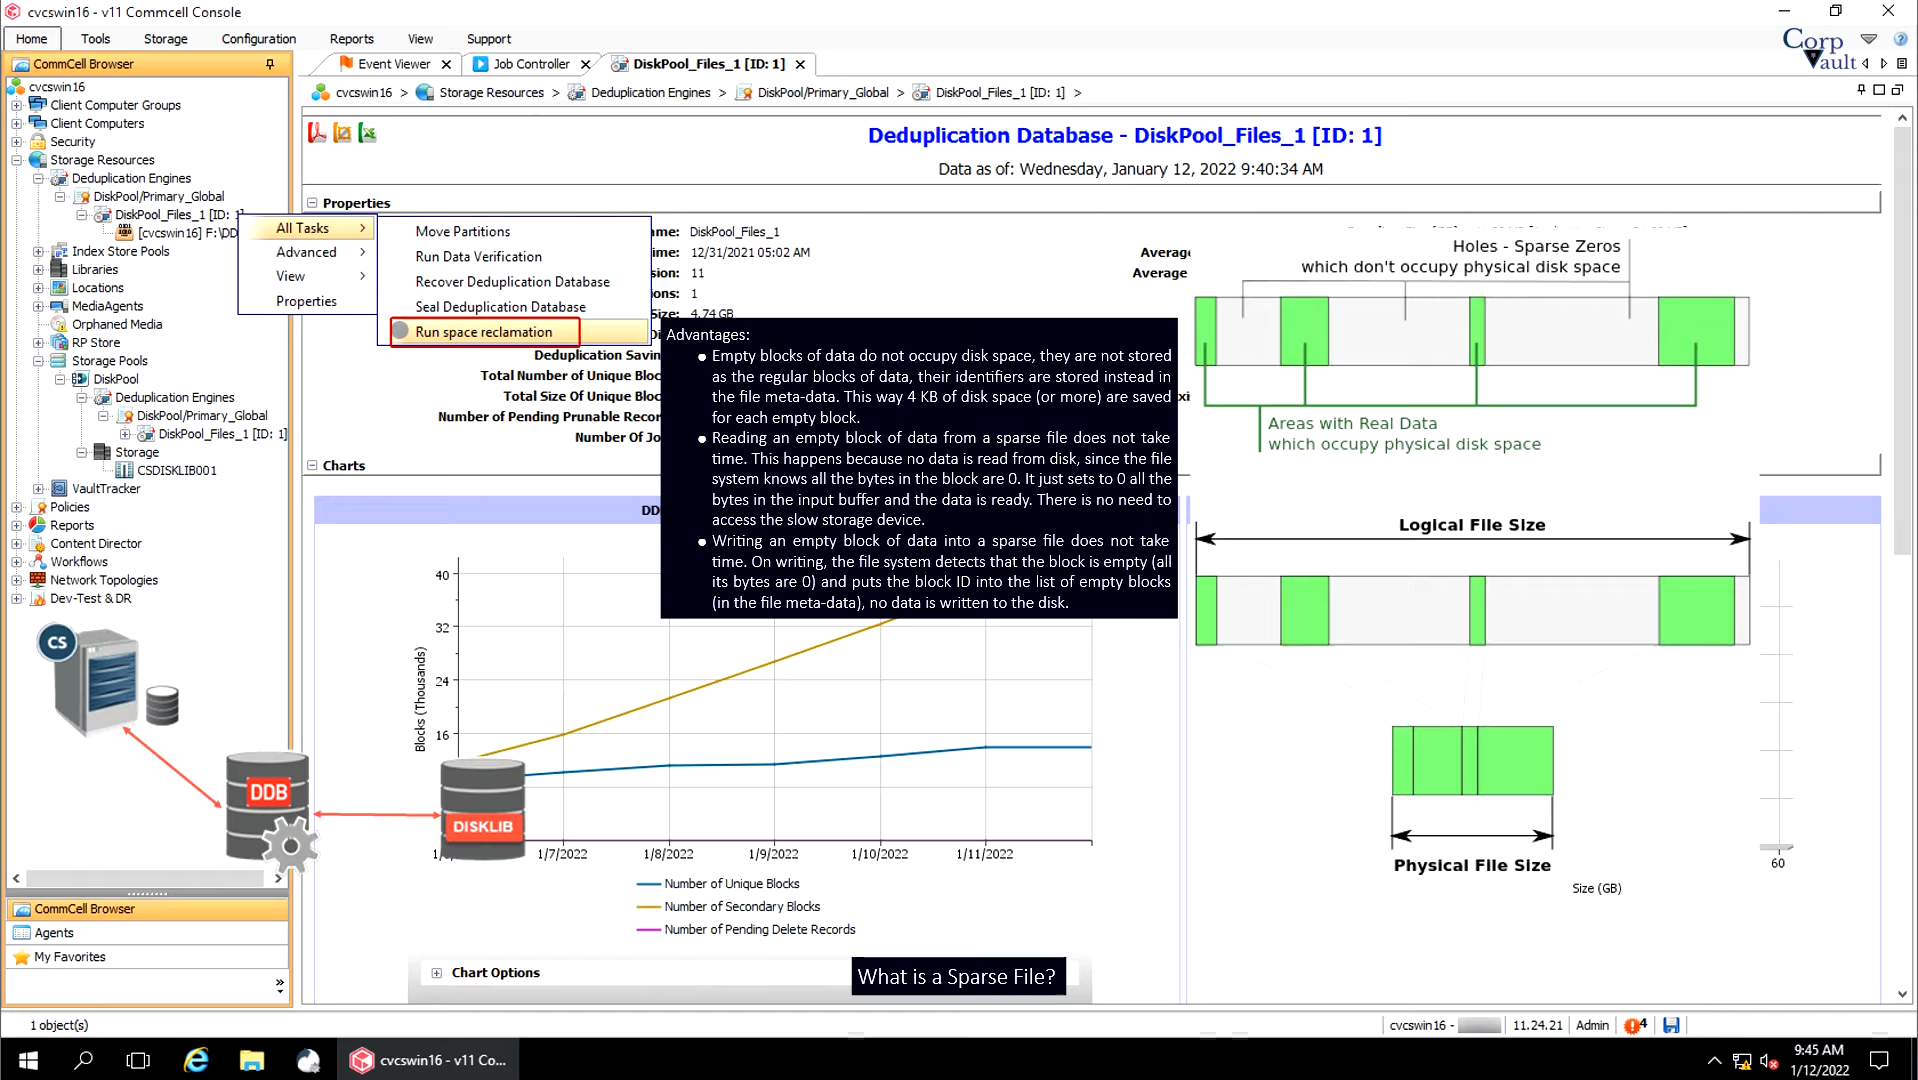 cvcswin16 - v11 Commcell Console
Home Tools Storage Configuration Reports View Support
Corp Vault
CommCell Browser
cvcswin16
Client Computer Groups
Client Computers
Security
Storage Resources
Deduplication Engines
DiskPool/Primary_Global
DiskPool_Files_1 [ID: 1]
[cvcswin16] F:\DD
Index Store Pools
Libraries
Locations
MediaAgents
Orphaned Media
RP Store
Storage Pools
DiskPool
Deduplication Engines
DiskPool/Primary_Global
DiskPool_Files_1 [ID: 1]
Storage
CSDISKLIB001
VaultTracker
Policies
Reports
Content Director
Workflows
Network Topologies
Dev-Test & DR
CS
DDB
DISKLIB
CommCell Browser
Agents
My Favorites
Event Viewer Job Controller DiskPool_Files_1 [ID: 1]
cvcswin16 > Storage Resources > Deduplication Engines > DiskPool/Primary_Global > DiskPool_Files_1 [ID: 1] >
Deduplication Database - DiskPool_Files_1 [ID: 1]
Data as of: Wednesday, January 12, 2022 9:40:34 AM
Properties
All Tasks
Advanced
View
Properties
Move Partitions
Run Data Verification
Recover Deduplication Database
Seal Deduplication Database
Run space reclamation
ame: DiskPool_Files_1
ime: 12/31/2021 05:02 AM
sion: 11
ions: 1
Size: 4.74 GB
Average
Average
Deduplication Savin
Total Number of Unique Bloc
Total Size Of Unique Bloc
Number of Pending Prunable Recor
Number Of Jo
Charts
Advantages:
● Empty blocks of data do not occupy disk space, they are not stored
as the regular blocks of data, their identifiers are stored instead in
the file meta-data. This way 4 KB of disk space (or more) are saved
for each empty block.
● Reading an empty block of data from a sparse file does not take
time. This happens because no data is read from disk, since the file
system knows all the bytes in the block are 0. It just sets to 0 all the
bytes in the input buffer and the data is ready. There is no need to
access the slow storage device.
● Writing an empty block of data into a sparse file does not take
time. On writing, the file system detects that the block is empty (all
its bytes are 0) and puts the block ID into the list of empty blocks
(in the file meta-data), no data is written to the disk.
Holes - Sparse Zeros
which don't occupy physical disk space
Areas with Real Data
which occupy physical disk space
Logical File Size
Physical File Size
60
Size (GB)
DD
Blocks (Thousands)
40
32
24
16
1/7/2022 1/8/2022 1/9/2022 1/10/2022 1/11/2022
Number of Unique Blocks
Number of Secondary Blocks
Number of Pending Delete Records
Chart Options
What is a Sparse File?
1 object(s)
cvcswin16 - 11.24.21 Admin 4
cvcswin16 - v11 Co...
9:45 AM
1/12/2022